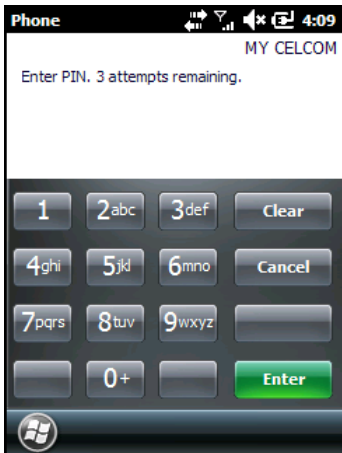 Phone 4:09
MY CELCOM
Enter PIN. 3 attempts remaining.
1 2abc 3def Clear
4ghi 5jkl 6mno Cancel
7pqrs 8tuv 9wxyz
0+ Enter